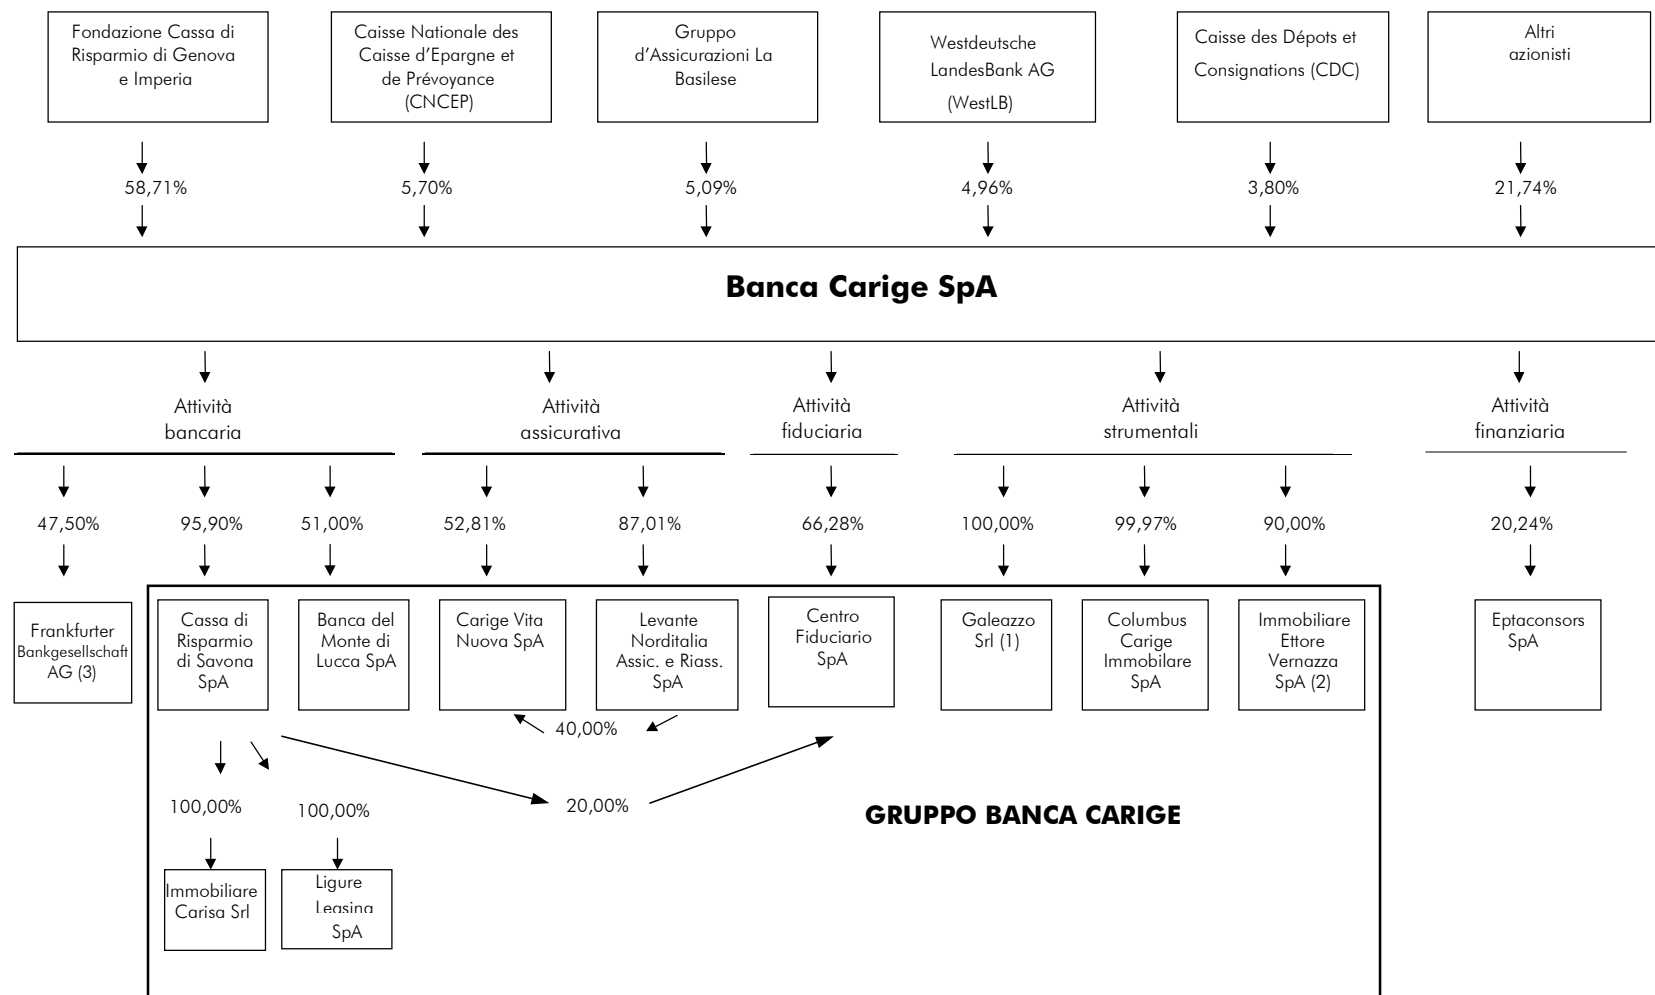 Fondazione Cassa di
Risparmio di Genova
e Imperia
Caisse Nationale des
Caisse d'Epargne et
de Prévoyance
(CNCEP)
Gruppo
d'Assicurazioni La
Basilese
Westdeutsche
LandesBank AG
(WestLB)
Caisse des Dépots et
Consignations (CDC)
Altri
azionisti
58,71%
5,70%
5,09%
4,96%
3,80%
21,74%
Banca Carige SpA
Attività
bancaria
Attività
assicurativa
Attività
fiduciaria
Attività
strumentali
Attività
finanziaria
47,50%
95,90%
51,00%
52,81%
87,01%
66,28%
100,00%
99,97%
90,00%
20,24%
Frankfurter
Bankgesellschaft
AG (3)
Cassa di
Risparmio
di Savona
SpA
Banca del
Monte di
Lucca SpA
Carige Vita
Nuova SpA
Levante
Norditalia
Assic. e Riass.
SpA
Centro
Fiduciario
SpA
Galeazzo
Srl (1)
Columbus
Carige
Immobilare
SpA
Immobiliare
Ettore
Vernazza
SpA (2)
Eptaconsors
SpA
40,00%
100,00%
100,00%
20,00%
GRUPPO BANCA CARIGE
Immobiliare
Carisa Srl
Ligure
Leasing
SpA